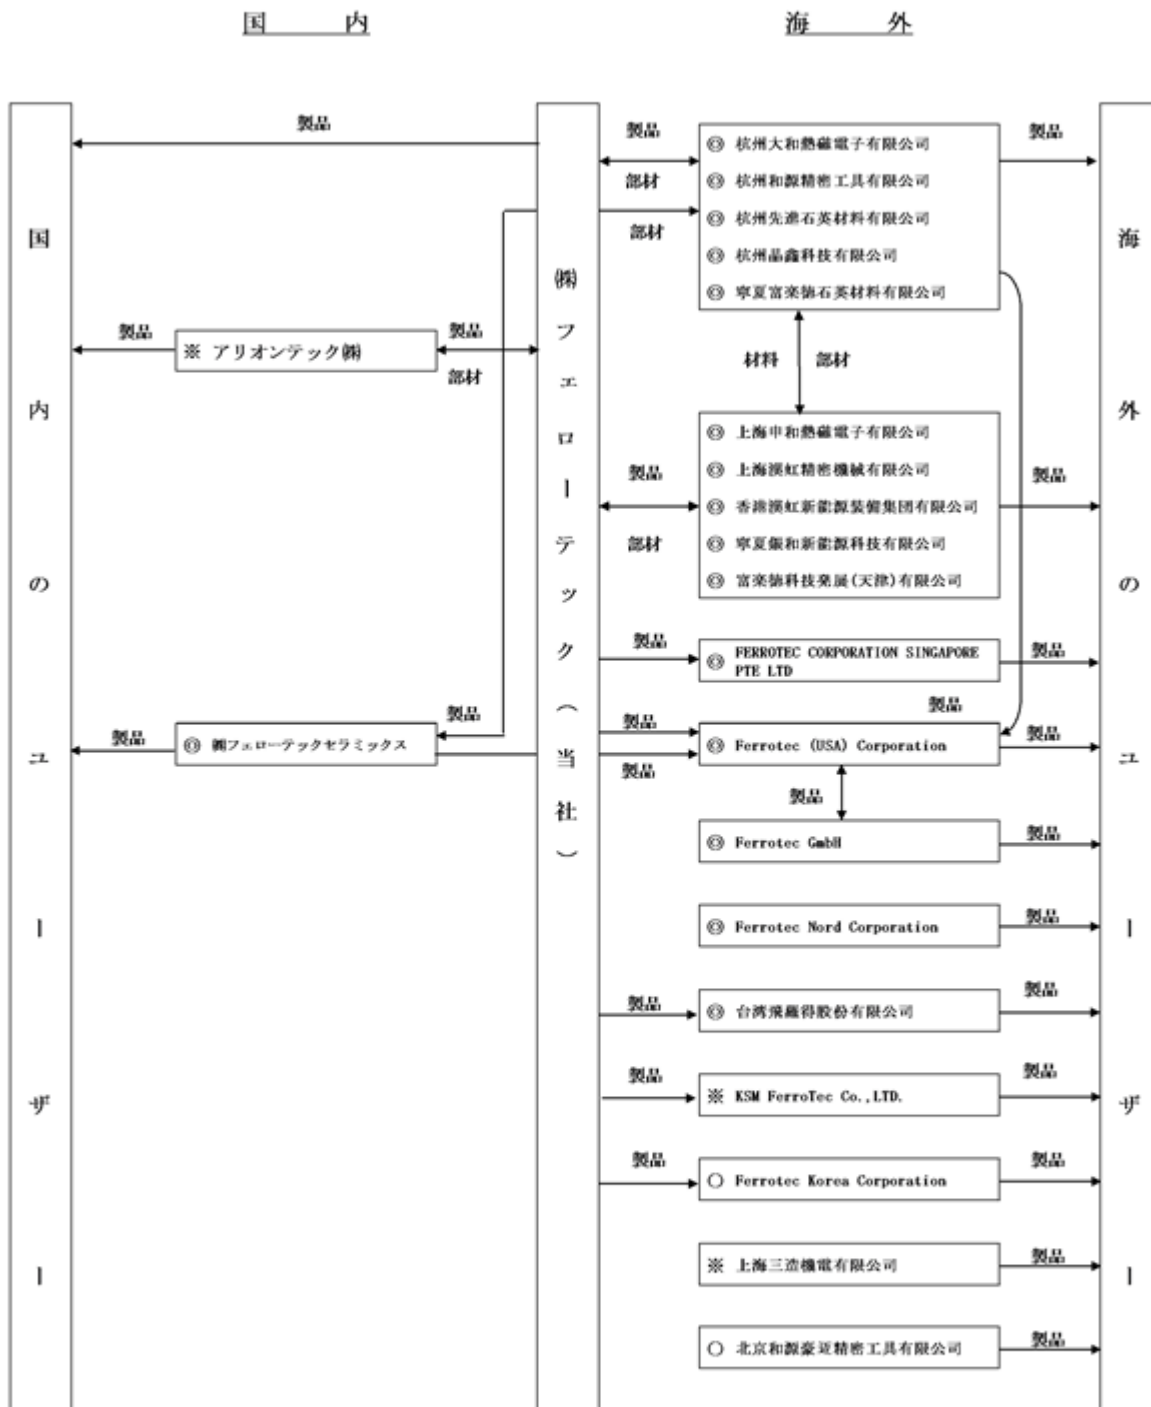 国内
海外
国内のユーザー
㈱フェローテック(当社)
海外のユーザー
製品
製品
部材
部材
◎ 杭州大和熱磁電子有限公司
◎ 杭州和源精密工具有限公司
◎ 杭州先進石英材料有限公司
◎ 杭州晶鑫科技有限公司
◎ 寧夏富楽徳石英材料有限公司
製品
製品
※ アリオンテック㈱
製品
部材
材料
部材
製品
部材
◎ 上海申和熱磁電子有限公司
◎ 上海漢虹精密機械有限公司
◎ 香港漢虹新能源装備集団有限公司
◎ 寧夏銀和新能源科技有限公司
◎ 富楽徳科技発展(天津)有限公司
製品
製品
◎ FERROTEC CORPORATION SINGAPORE
PTE LTD
製品
製品
◎ ㈱フェローテックセラミックス
製品
製品
製品
製品
◎ Ferrotec (USA) Corporation
製品
製品
◎ Ferrotec GmbH
製品
◎ Ferrotec Nord Corporation
製品
製品
◎ 台湾飛羅得股份有限公司
製品
製品
※ KSM FerroTec Co.,LTD.
製品
製品
○ Ferrotec Korea Corporation
製品
※ 上海三造機電有限公司
製品
○ 北京和源豪迈精密工具有限公司
製品